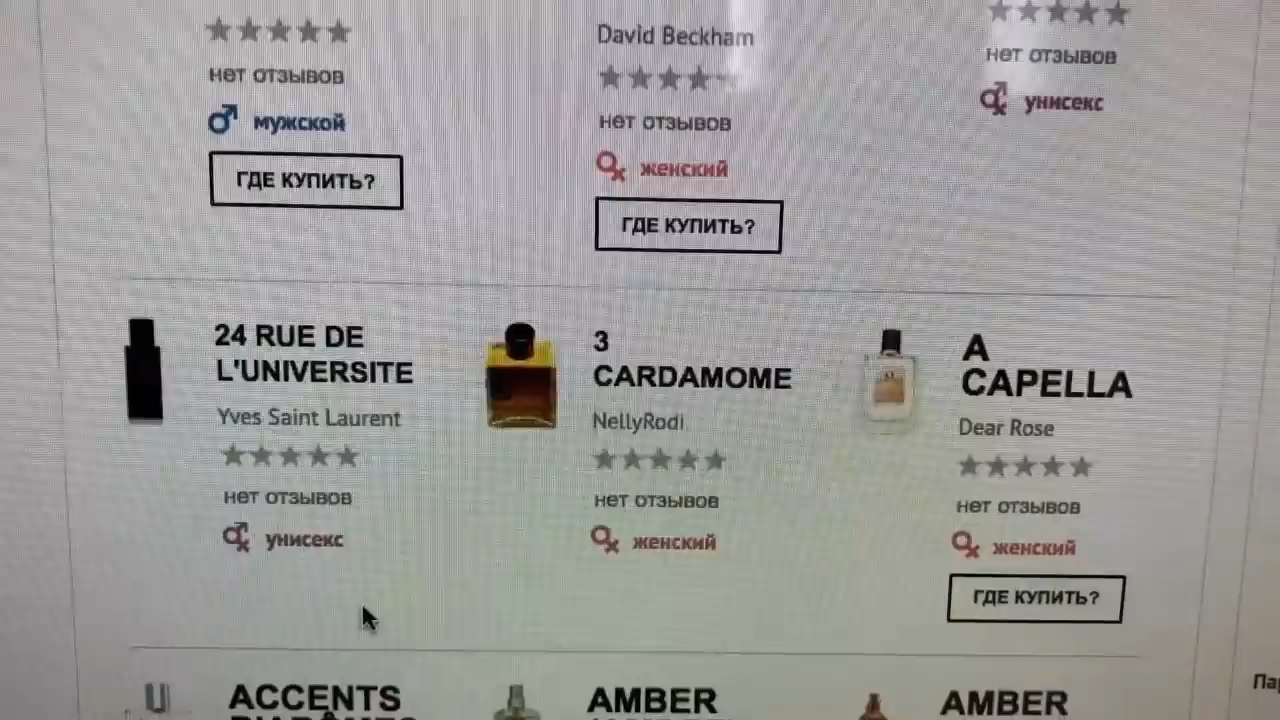 нет отзывов
мужской
ГДЕ КУПИТЬ?
David Beckham
нет отзывов
женский
ГДЕ КУПИТЬ?
нет отзывов
унисекс
24 RUE DE
L'UNIVERSITE
Yves Saint Laurent
нет отзывов
унисекс
3
CARDAMOME
NellyRodi
нет отзывов
женский
A
CAPELLA
Dear Rose
нет отзывов
женский
ГДЕ КУПИТЬ?
ACCENTS
AMBER
AMBER